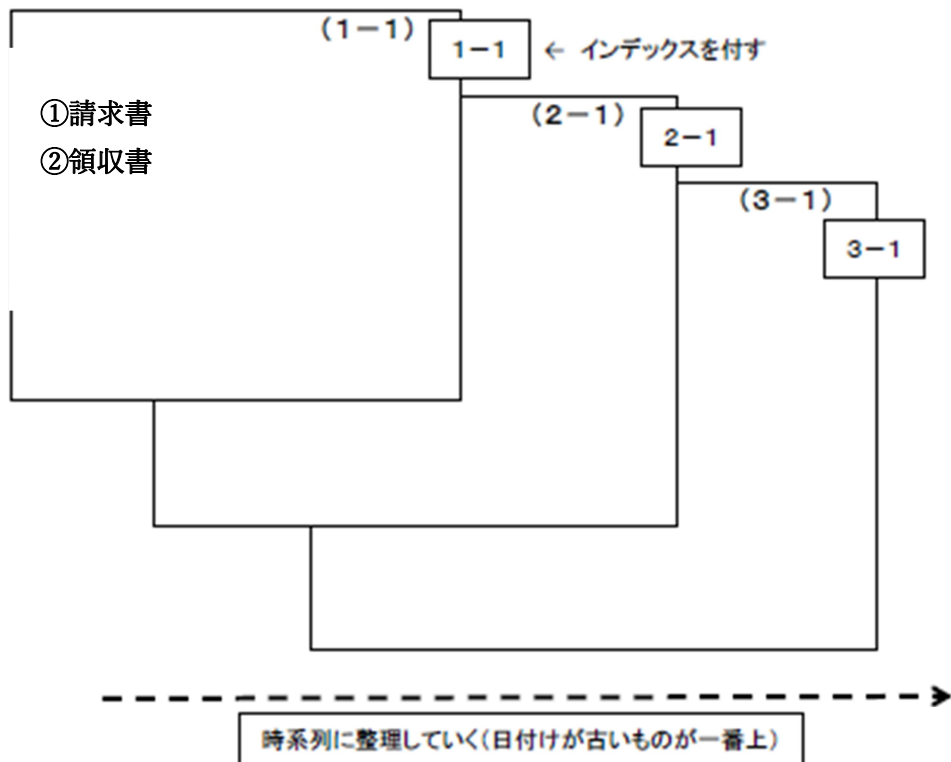 (1－1)
1－1 ← インデックスを付す
①請求書
②領収書
(2－1)
2－1
(3－1)
3－1
時系列に整理していく(日付けが古いものが一番上)